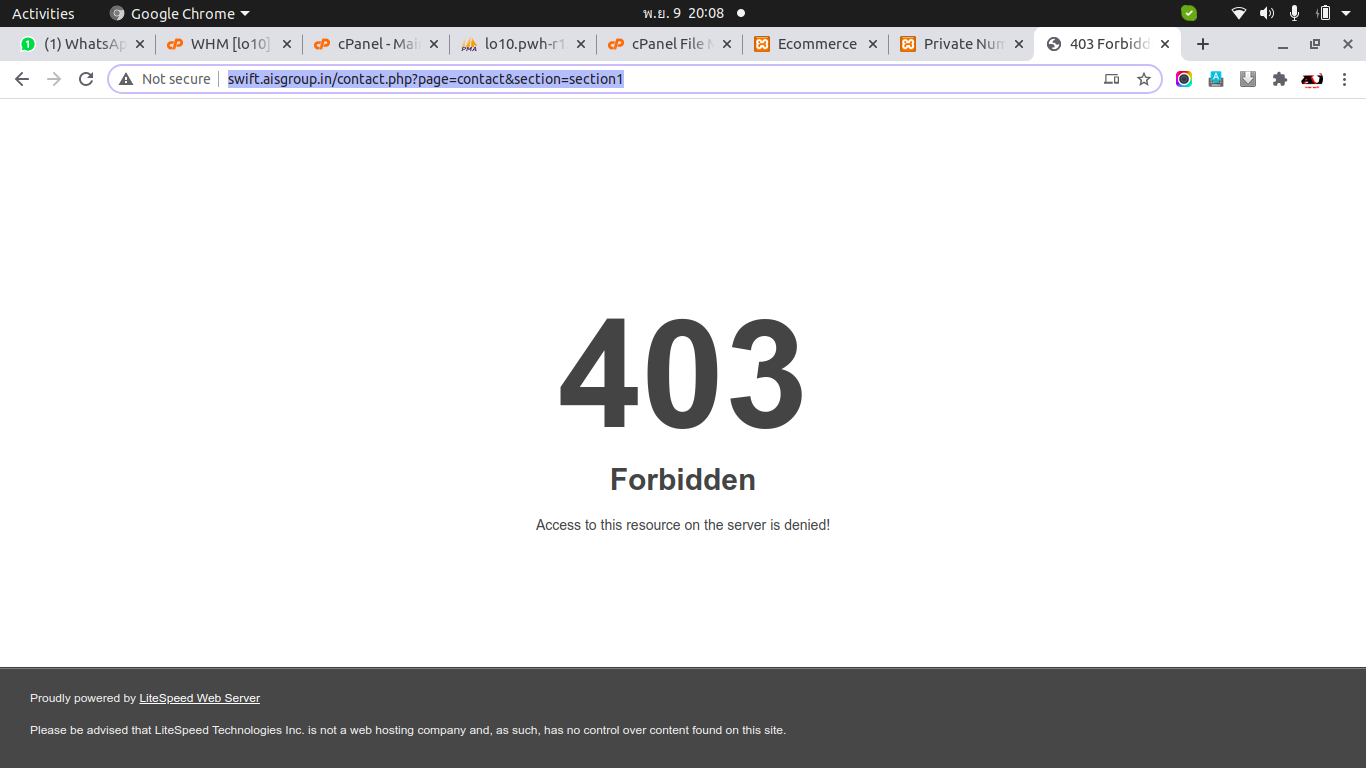 Activities
Google Chrome
พ.ย. 9 20:08
(1) WhatsAp
WHM [lo10]
cPanel - Mai
lo10.pwh-r1
cPanel File M
Ecommerce
Private Num
403 Forbidd
Not secure
swift.aisgroup.in/contact.php?page=contact&section=section1
403
Forbidden
Access to this resource on the server is denied!
Proudly powered by LiteSpeed Web Server
Please be advised that LiteSpeed Technologies Inc. is not a web hosting company and, as such, has no control over content found on this site.